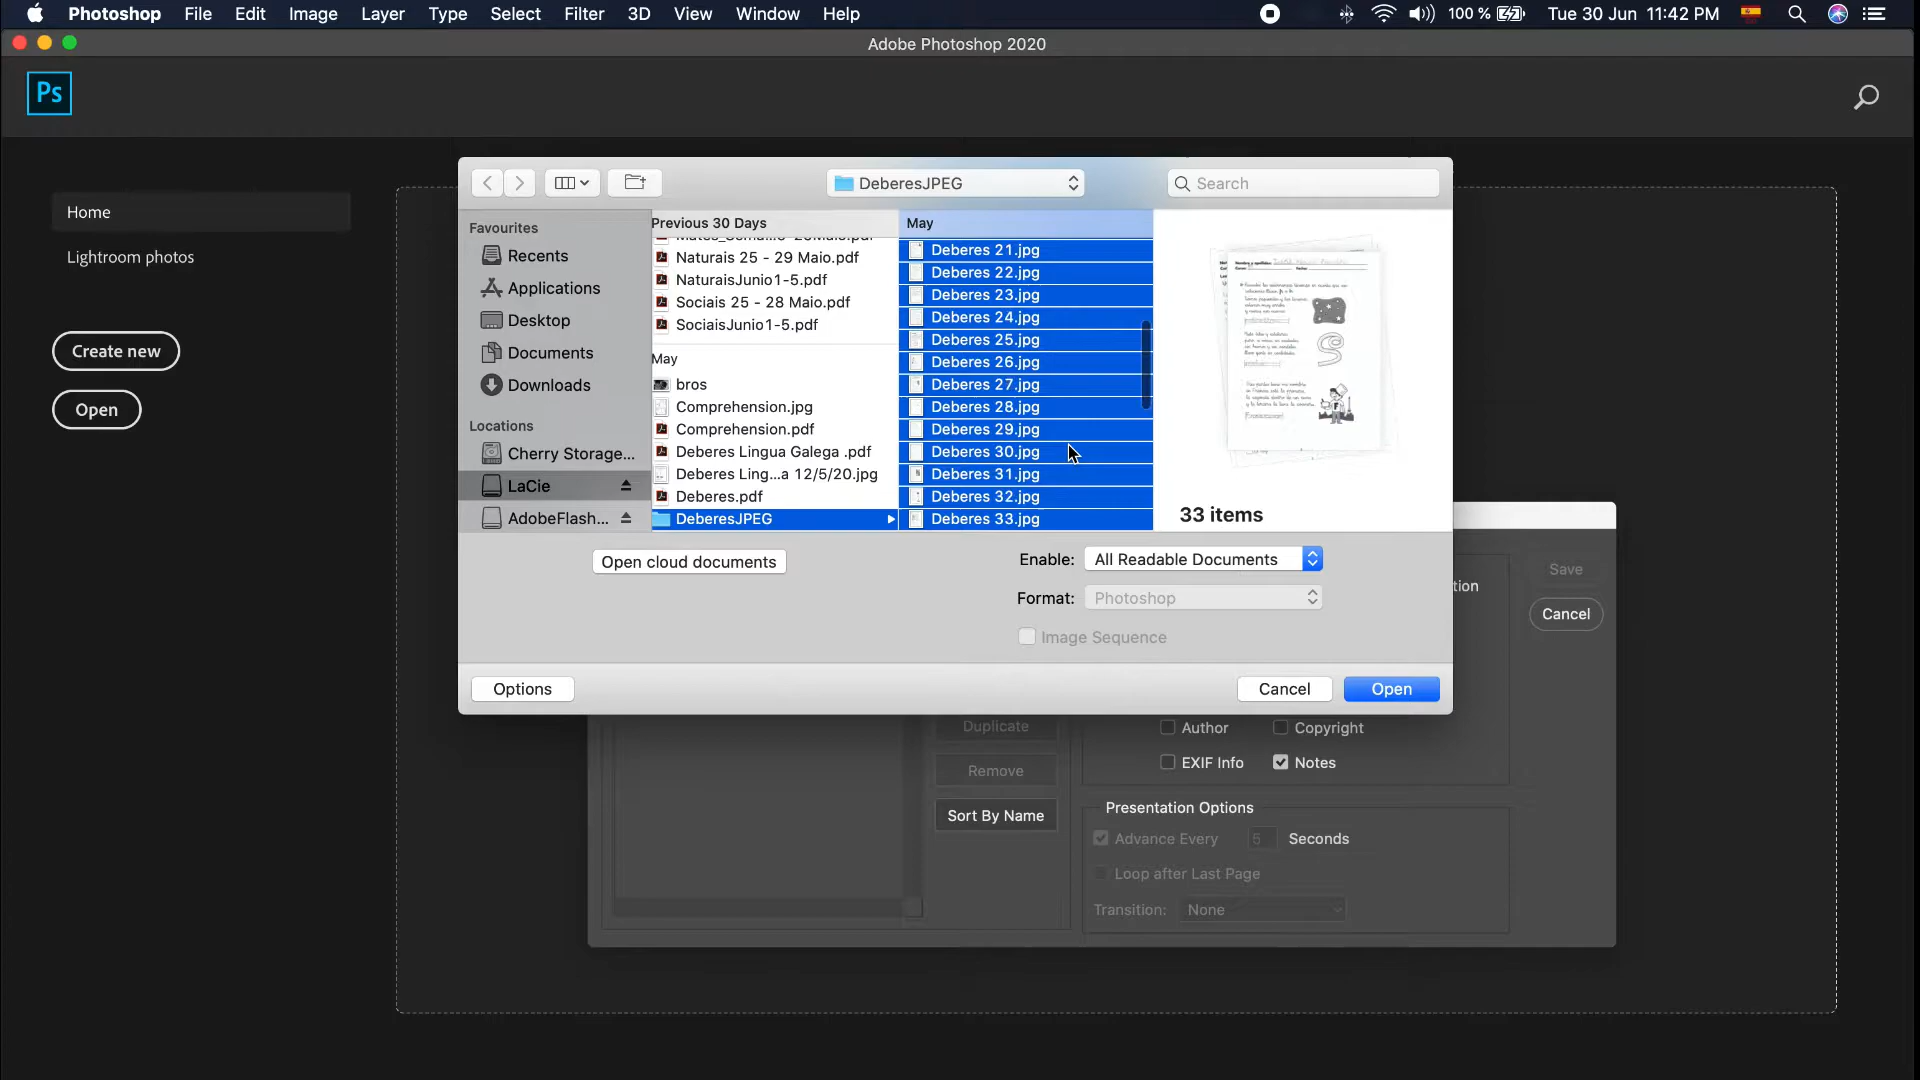 Photoshop File Edit Image Layer Type Select Filter 3D View Window Help 100 % Tue 30 Jun 11:42 PM
Adobe Photoshop 2020
Ps
Home
Lightroom photos
Create new
Open
DeberesJPEG
Search
Favourites
Recents
Applications
Desktop
Documents
Downloads
Locations
Cherry Storage...
LaCie
AdobeFlash...
Previous 30 Days
Naturais 25 - 29 Maio.pdf
NaturaisJunio1-5.pdf
Sociais 25 - 28 Maio.pdf
SociaisJunio1-5.pdf
May
bros
Comprehension.jpg
Comprehension.pdf
Deberes Lingua Galega .pdf
Deberes Ling...a 12/5/20.jpg
Deberes.pdf
DeberesJPEG
May
Deberes 21.jpg
Deberes 22.jpg
Deberes 23.jpg
Deberes 24.jpg
Deberes 25.jpg
Deberes 26.jpg
Deberes 27.jpg
Deberes 28.jpg
Deberes 29.jpg
Deberes 30.jpg
Deberes 31.jpg
Deberes 32.jpg
Deberes 33.jpg
33 items
Open cloud documents
Enable: All Readable Documents
Format: Photoshop
Image Sequence
Options
Cancel
Open
tion
Save
Cancel
Duplicate
Remove
Sort By Name
Author
Copyright
EXIF Info
Notes
Presentation Options
Advance Every 5 Seconds
Loop after Last Page
Transition: None